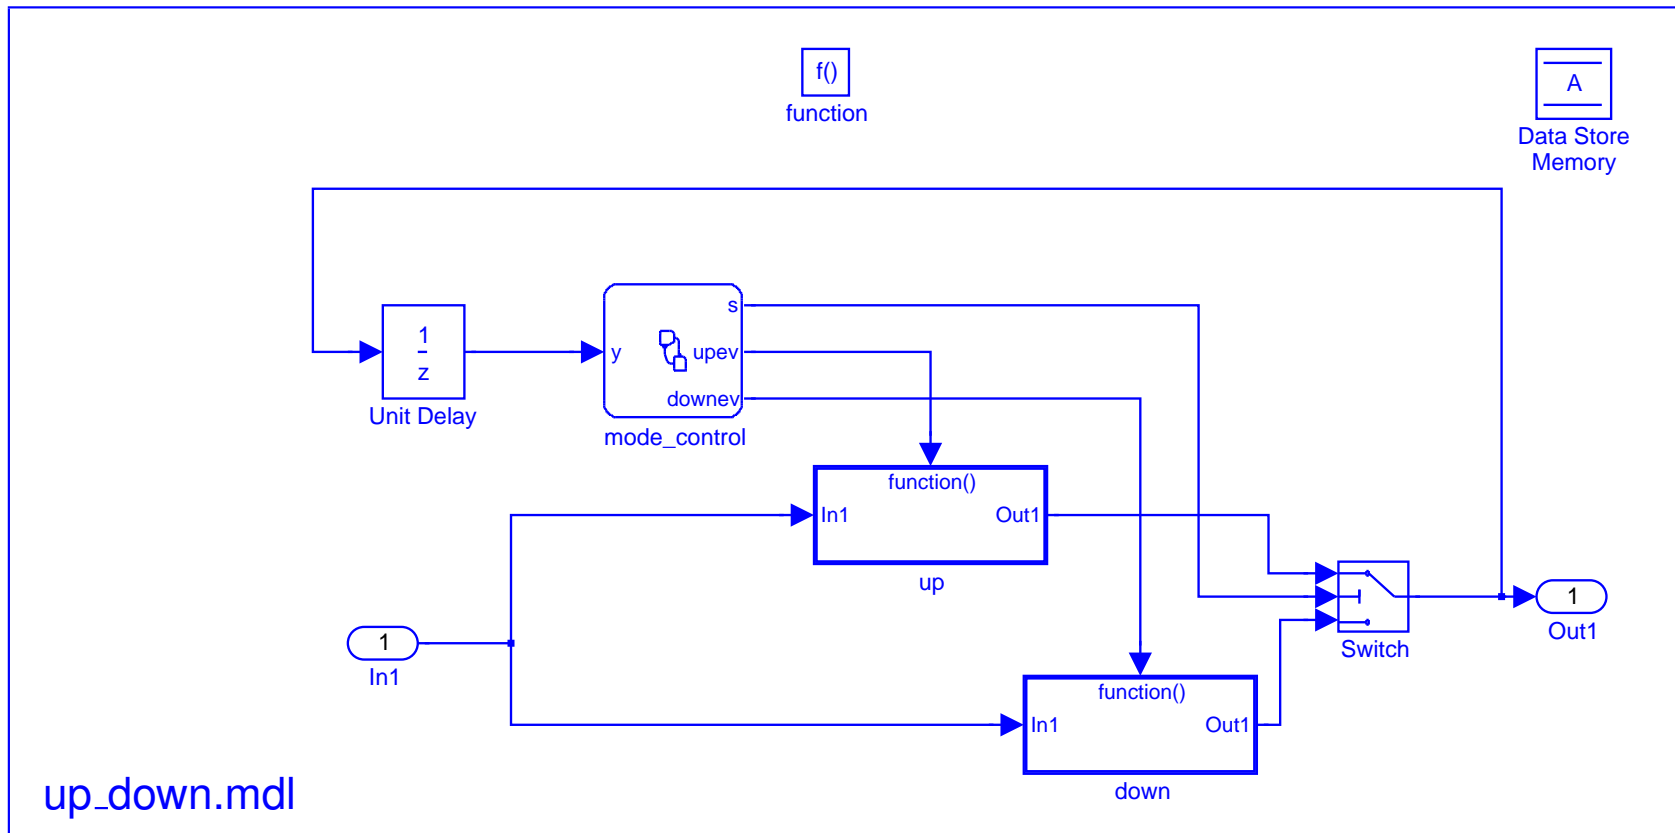 f()
function
A
Data Store
Memory
1
z
Unit Delay
y
s
upev
downev
mode_control
function()
In1
Out1
up
1
In1
Switch
1
Out1
function()
In1
Out1
down
up_down.mdl